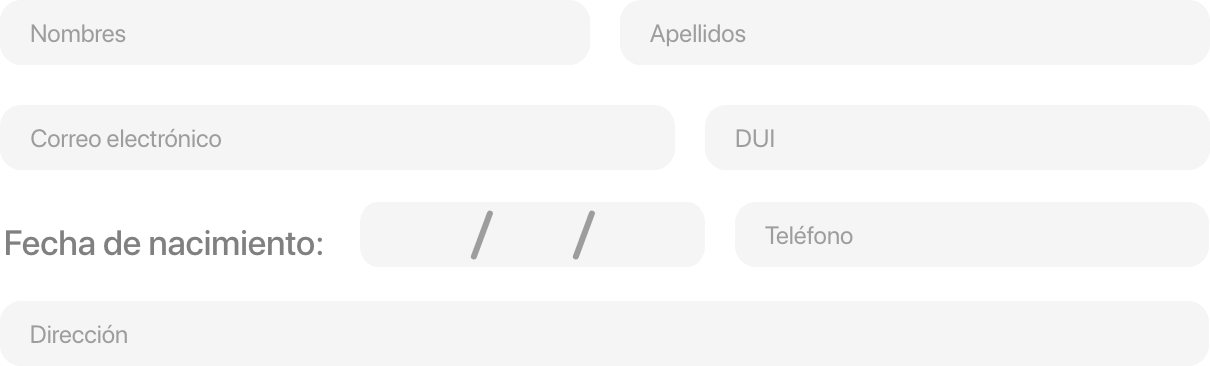 Nombres Apellidos
Correo electrónico DUI
Fecha de nacimiento: / / Teléfono
Dirección